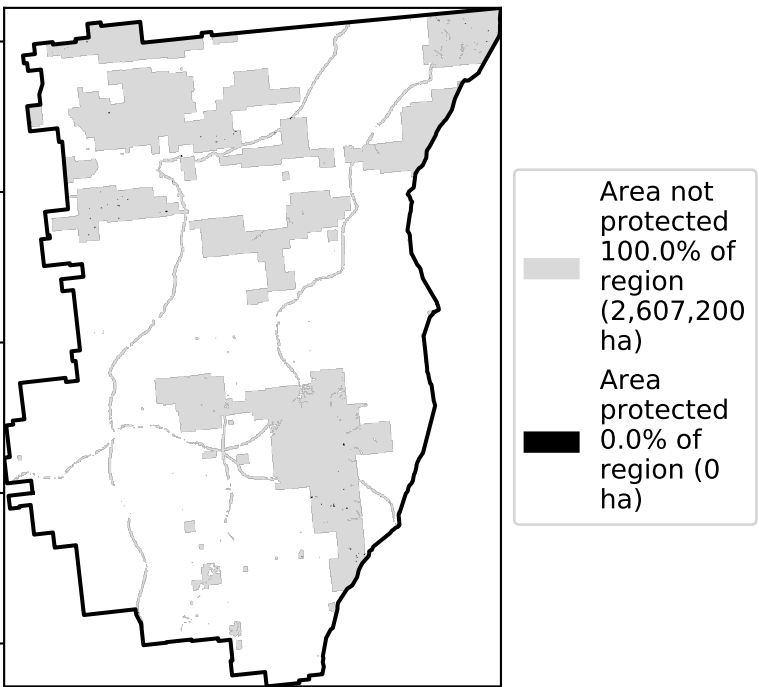 Area not
protected
100.0% of
region
(2,607,200
ha)
Area
protected
0.0% of
region (0
ha)